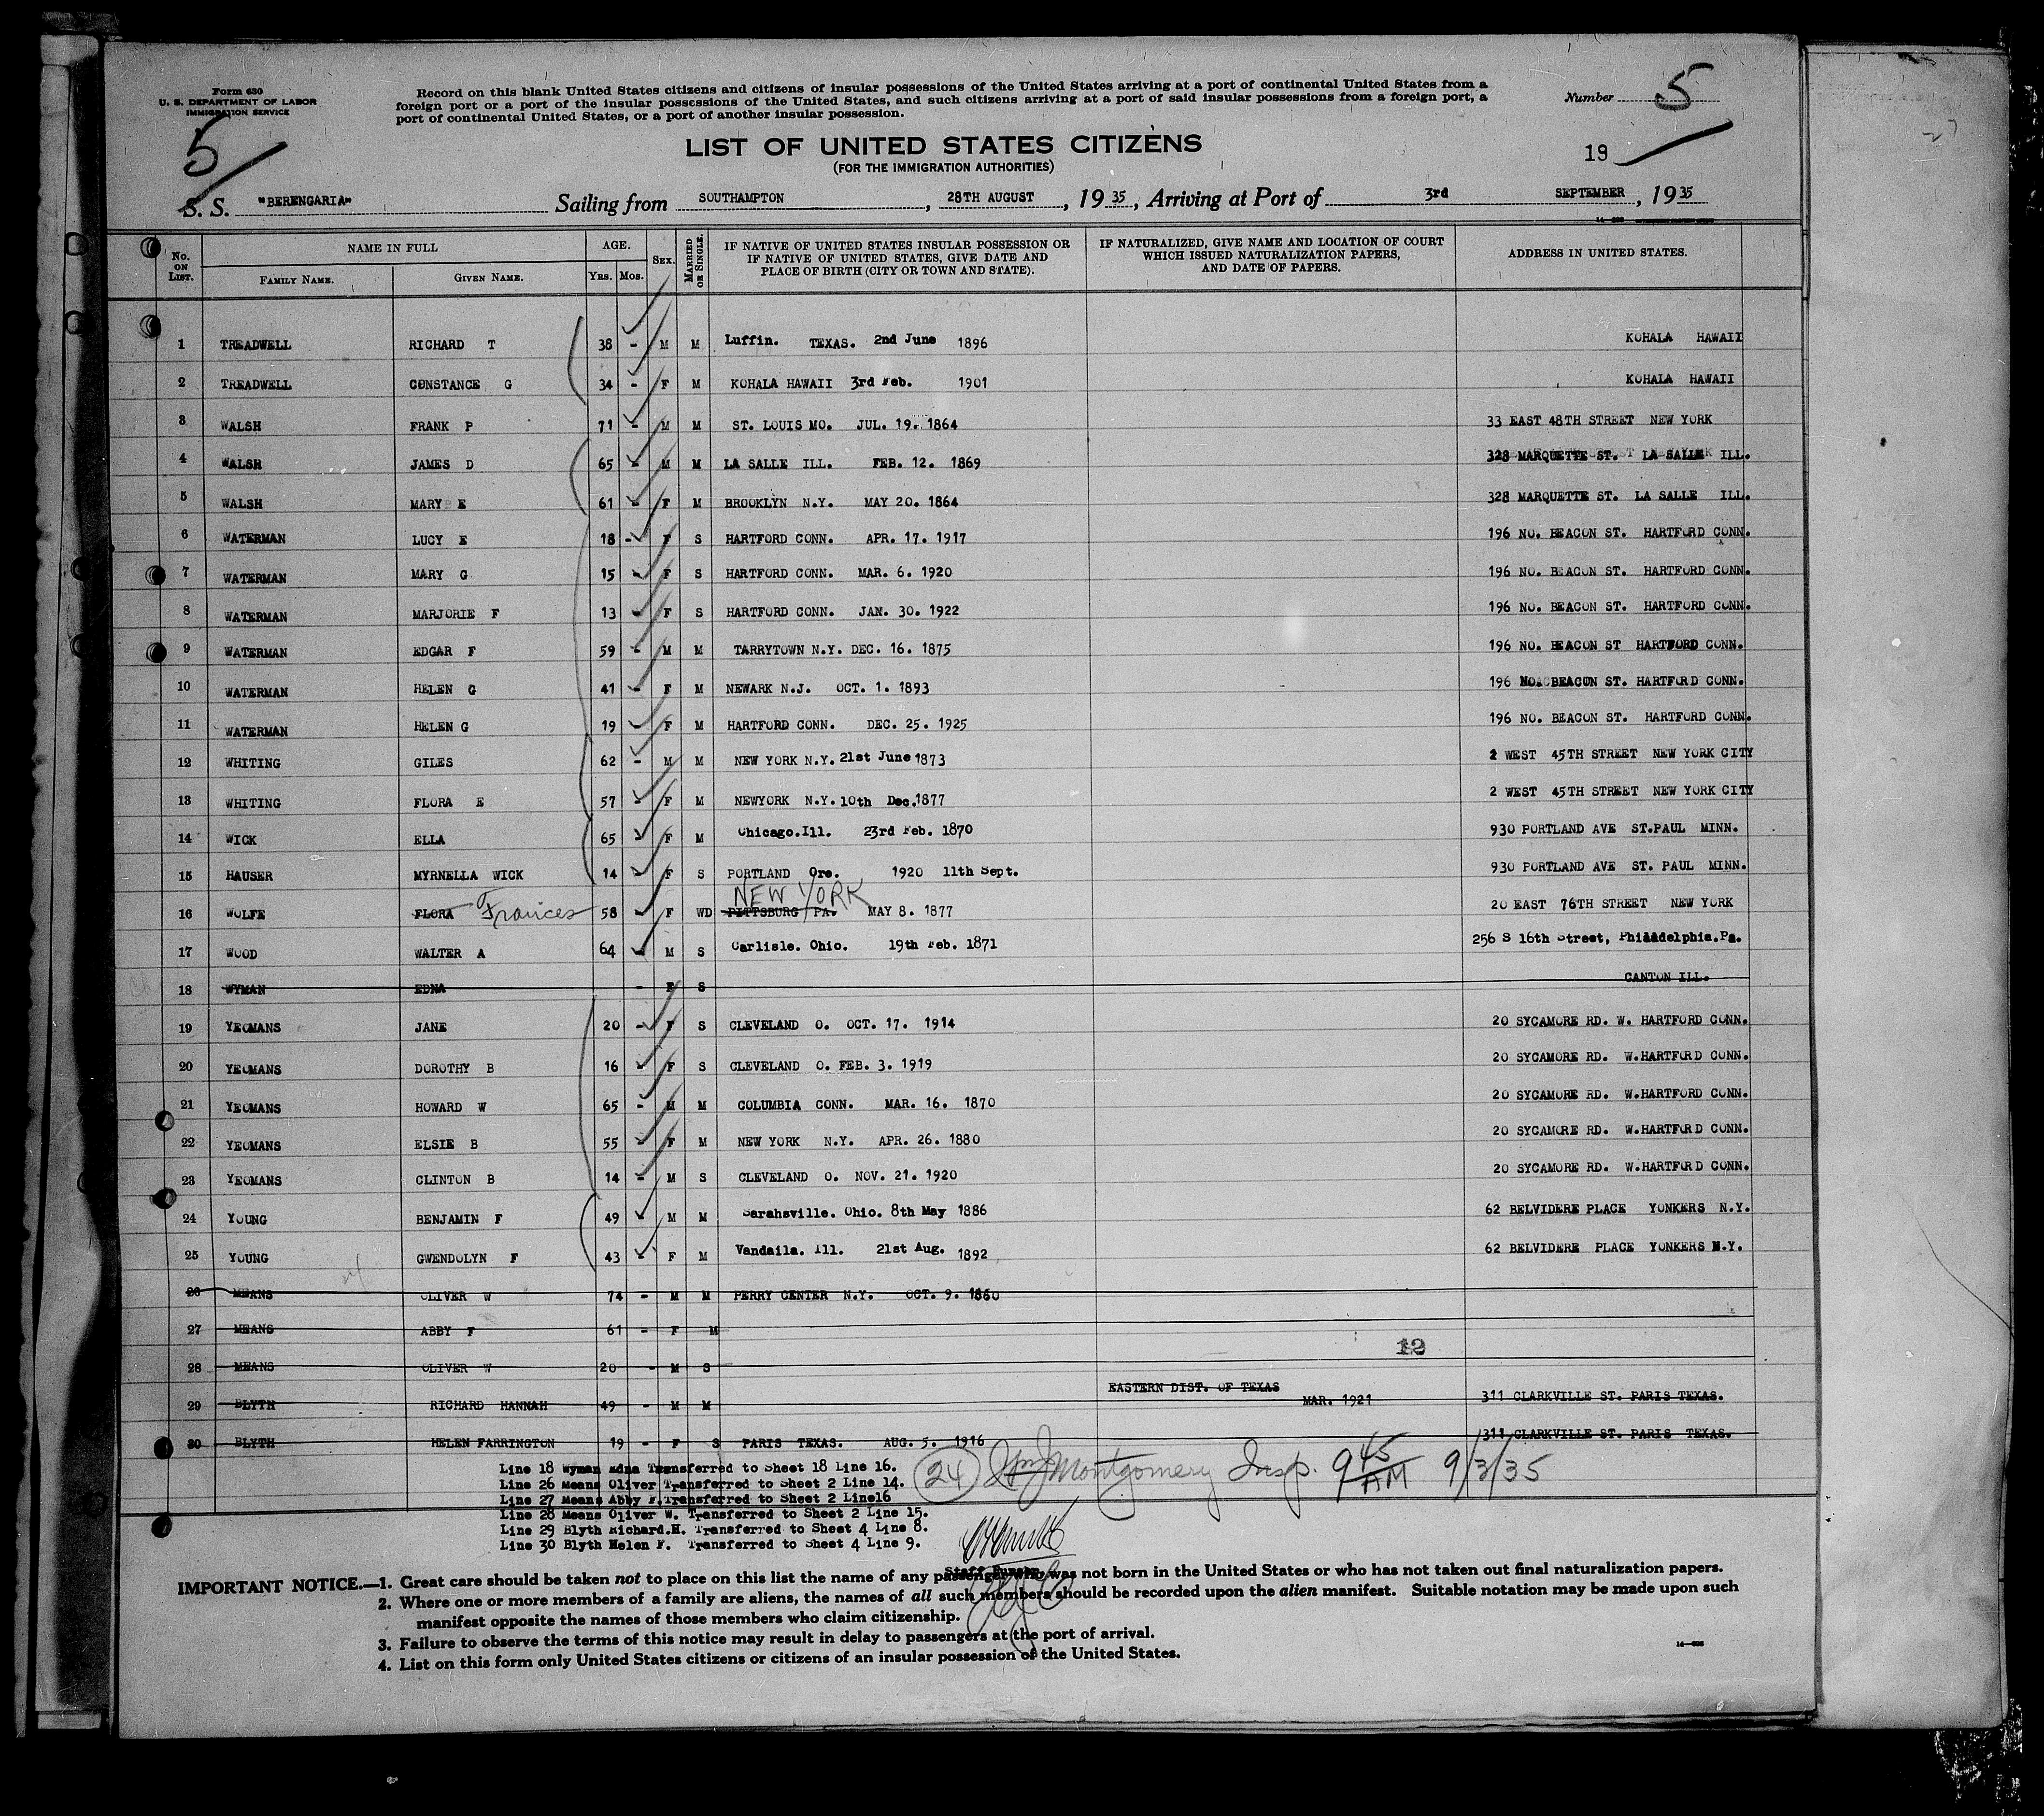 Form 630
U. S. DEPARTMENT OF LABOR
IMMIGRATION SERVICE
Record on this blank United States citizens and citizens of insular possessions of the United States arriving at a port of continental United States from a
foreign port or a port of the insular possessions of the United States, and such citizens arriving at a port of said insular possessions from a foreign port, a
port of continental United States, or a port of another insular possession.
Number 5
5
LIST OF UNITED STATES CITIZENS
(FOR THE IMMIGRATION AUTHORITIES)
19
S. S. "BERENGARIA" Sailing from SOUTHAMPTON, 28TH AUGUST, 19 35, Arriving at Port of 3rd SEPTEMBER, 19 35
No. ON LIST. NAME IN FULL FAMILY NAME. GIVEN NAME. AGE. YRS. MOS. SEX. MARRIED OR SINGLE. IF NATIVE OF UNITED STATES INSULAR POSSESSION OR IF NATIVE OF UNITED STATES, GIVE DATE AND PLACE OF BIRTH (CITY OR TOWN AND STATE). IF NATURALIZED, GIVE NAME AND LOCATION OF COURT WHICH ISSUED NATURALIZATION PAPERS, AND DATE OF PAPERS. ADDRESS IN UNITED STATES.
1 TREADWELL RICHARD T 38 - M M Luffin. TEXAS. 2nd June 1896 KOHALA HAWAII
2 TREADWELL CONSTANCE G 34 - F M KOHALA HAWAII 3rd Feb. 1901 KOHALA HAWAII
3 WALSH FRANK P 71 - M M ST. LOUIS MO. JUL. 19. 1864 33 EAST 48TH STREET NEW YORK
4 WALSH JAMES D 65 - M M LA SALLE ILL. FEB. 12. 1869 328 MARQUETTE ST. LA SALLE ILL.
5 WALSH MARY E 61 - F M BROOKLYN N.Y. MAY 20. 1864 328 MARQUETTE ST. LA SALLE ILL.
6 WATERMAN LUCY E 18 - F S HARTFORD CONN. APR. 17. 1917 196 NO. BEACON ST. HARTFORD CONN.
7 WATERMAN MARY G 15 - F S HARTFORD CONN. MAR. 6. 1920 196 NO. BEACON ST. HARTFORD CONN.
8 WATERMAN MARJORIE F 13 - F S HARTFORD CONN. JAN. 30. 1922 196 NO. BEACON ST. HARTFORD CONN.
9 WATERMAN EDGAR F 59 - M M TARRYTOWN N.Y. DEC. 16. 1875 196 NO. BEACON ST HARTFORD CONN.
10 WATERMAN HELEN G 41 - F M NEWARK N.J. OCT. 1. 1893 196 NO. BEACON ST. HARTFORD CONN.
11 WATERMAN HELEN G 19 - F M HARTFORD CONN. DEC. 25. 1925 196 NO. BEACON ST. HARTFORD CONN.
12 WHITING GILES 62 - M M NEW YORK N.Y. 21st June 1873 2 WEST 45TH STREET NEW YORK CITY
13 WHITING FLORA E 57 - F M NEWYORK N.Y. 10th Dec. 1877 2 WEST 45TH STREET NEW YORK CITY
14 WICK ELLA 65 - F M Chicago.Ill. 23rd Feb. 1870 930 PORTLAND AVE ST.PAUL MINN.
15 HAUSER MYRNELLA WICK 14 - F S PORTLAND Ore. 1920 11th Sept. 930 PORTLAND AVE ST. PAUL MINN.
NEW YORK
16 WOLFE FLORA Frances 58 - F WD PITTSBURG PA. MAY 8. 1877 20 EAST 76TH STREET NEW YORK
17 WOOD WALTER A 64 - M S Carlisle. Ohio. 19th Feb. 1871 256 S 16th Street, Philadelphia.Pa.
18 WYMAN EDNA - F S CANTON ILL.
19 YEOMANS JANE 20 - F S CLEVELAND O. OCT. 17. 1914 20 SYCAMORE RD. W. HARTFORD CONN.
20 YEOMANS DOROTHY B 16 - F S CLEVELAND O. FEB. 3. 1919 20 SYCAMORE RD. W.HARTFORD CONN.
21 YEOMANS HOWARD W 65 - M M COLUMBIA CONN. MAR. 16. 1870 20 SYCAMORE RD. W.HARTFORD CONN.
22 YEOMANS ELSIE B 55 - F M NEW YORK N.Y. APR. 26. 1880 20 SYCAMORE RD. W.HARTFORD CONN.
23 YEOMANS CLINTON B 14 - M S CLEVELAND O. NOV. 21. 1920 20 SYCAMORE RD. W.HARTFORD CONN.
24 YOUNG BENJAMIN F 49 - M M Sarahsville. Ohio. 8th May 1886 62 BELVIDERE PLACE YONKERS N.Y.
25 YOUNG GWENDOLYN F 43 - F M Vandaila. Ill. 21st Aug. 1892 62 BELVIDERE PLACE YONKERS N.Y.
26 MEANS OLIVER W 74 - M M PERRY CENTER N.Y. OCT. 9. 1860
27 MEANS ABBY F 61 - F M
12
28 MEANS OLIVER W 20 - M S
29 BLYTH RICHARD HANNAH 49 - M M EASTERN DIST. OF TEXAS MAR. 1921 311 CLARKVILLE ST. PARIS TEXAS.
30 BLYTH HELEN FARRINGTON 19 - F S PARIS TEXAS. AUG. 5. 1916 311 CLARKVILLE ST. PARIS TEXAS.
Line 18 Wyman Edna Transferred to Sheet 18 Line 16.
Line 26 Means Oliver Transferred to Sheet 2 Line 14.
Line 27 Means Abby F.Transferred to Sheet 2 Line16
Line 28 Means Oliver W. Transferred to Sheet 2 Line 15.
Line 29 Blyth Richard.H. Transferred to Sheet 4 Line 8.
Line 30 Blyth Helen F. Transferred to Sheet 4 Line 9.
24 Wm J Montgomery Insp. 9 45 AM 9/3/35
IMPORTANT NOTICE.—1. Great care should be taken not to place on this list the name of any passenger who was not born in the United States or who has not taken out final naturalization papers.
2. Where one or more members of a family are aliens, the names of all such members should be recorded upon the alien manifest. Suitable notation may be made upon such
manifest opposite the names of those members who claim citizenship.
3. Failure to observe the terms of this notice may result in delay to passengers at the port of arrival.
4. List on this form only United States citizens or citizens of an insular possession of the United States.